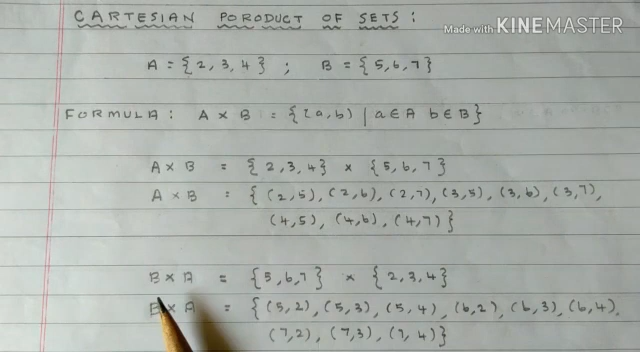 CARTESIAN PORODUCT OF SETS :
Made with KINEMASTER
A = {2,3,4} ; B = {5,6,7}
FORMULA : A × B = {(a,b) | a∈A b∈B}
A × B = {2,3,4} × {5,6,7}
A × B = {(2,5), (2,6), (2,7), (3,5), (3,6), (3,7),
(4,5), (4,6), (4,7)}
B × A = {5,6,7} × {2,3,4}
B × A = {(5,2), (5,3), (5,4), (6,2), (6,3), (6,4),
(7,2), (7,3), (7,4)}